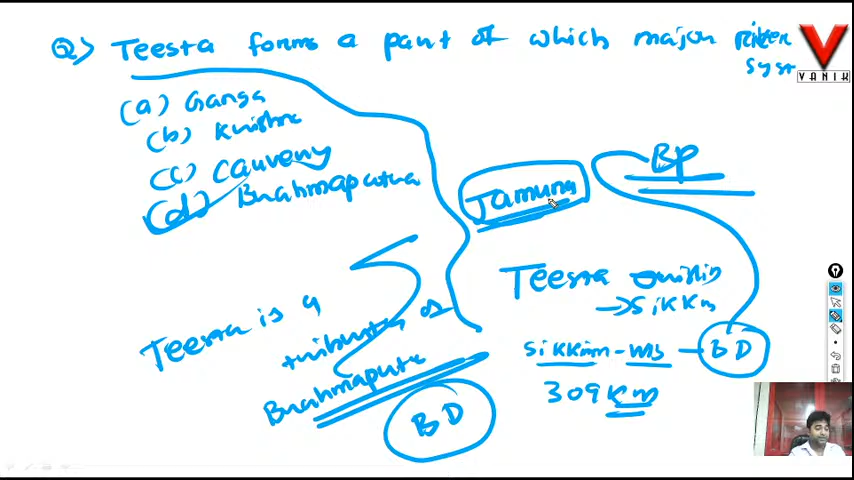 Q> Teesta forms a part of which major River
syst
VANIK
(a) Ganga
(b) Krishna
(c) Cauvery
(d) Brahmaputra
BP
Jamuna
Teesta
→ Sikkim
Teesta is a
tributary of
Brahmaputra
Sikkim - WB - BD
309 km
BD